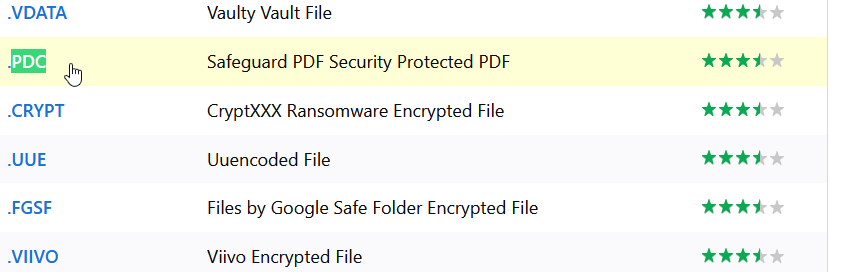 .VDATA Vaulty Vault File
.PDC Safeguard PDF Security Protected PDF
.CRYPT CryptXXX Ransomware Encrypted File
.UUE Uuencoded File
.FGSF Files by Google Safe Folder Encrypted File
.VIIVO Viivo Encrypted File